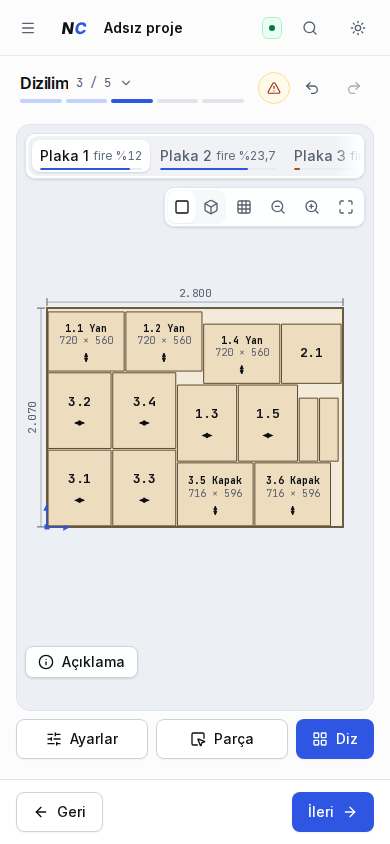 NC Adsız proje
Dizilim 3 / 5
Plaka 1 fire %12 Plaka 2 fire %23,7 Plaka 3
2.800
2.070
1.1 Yan
720 × 560
1.2 Yan
720 × 560
1.4 Yan
720 × 560
2.1
3.2
3.4
1.3
1.5
3.1
3.3
3.5 Kapak
716 × 596
3.6 Kapak
716 × 596
Açıklama
Ayarlar
Parça
Diz
Geri
İleri